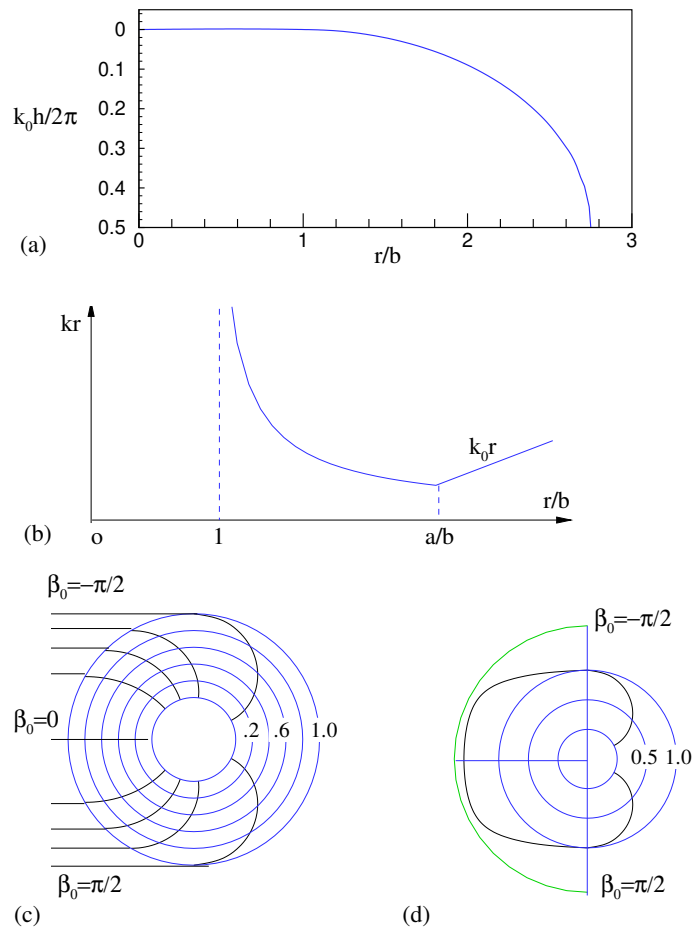 0
0.1
k₀h/2π
0.2
0.3
0.4
0.5
(a)
0 1 2 3
r/b
kr
k₀r
r/b
(b)
o 1 a/b
β₀=−π/2
β₀=0
.2 .6 1.0
β₀=π/2
(c)
β₀=−π/2
0.5 1.0
β₀=π/2
(d)